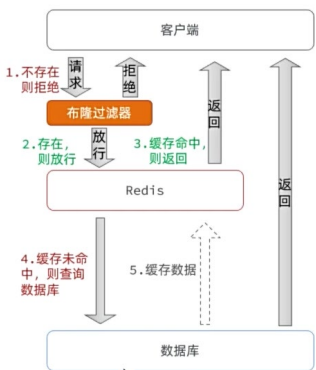 客户端
1.不存在
则拒绝
请求
拒绝
布隆过滤器
2.存在,
则放行
放行
3.缓存命中,
则返回
返回
返回
Redis
4.缓存未命
中，则查询
数据库
5.缓存数据
数据库